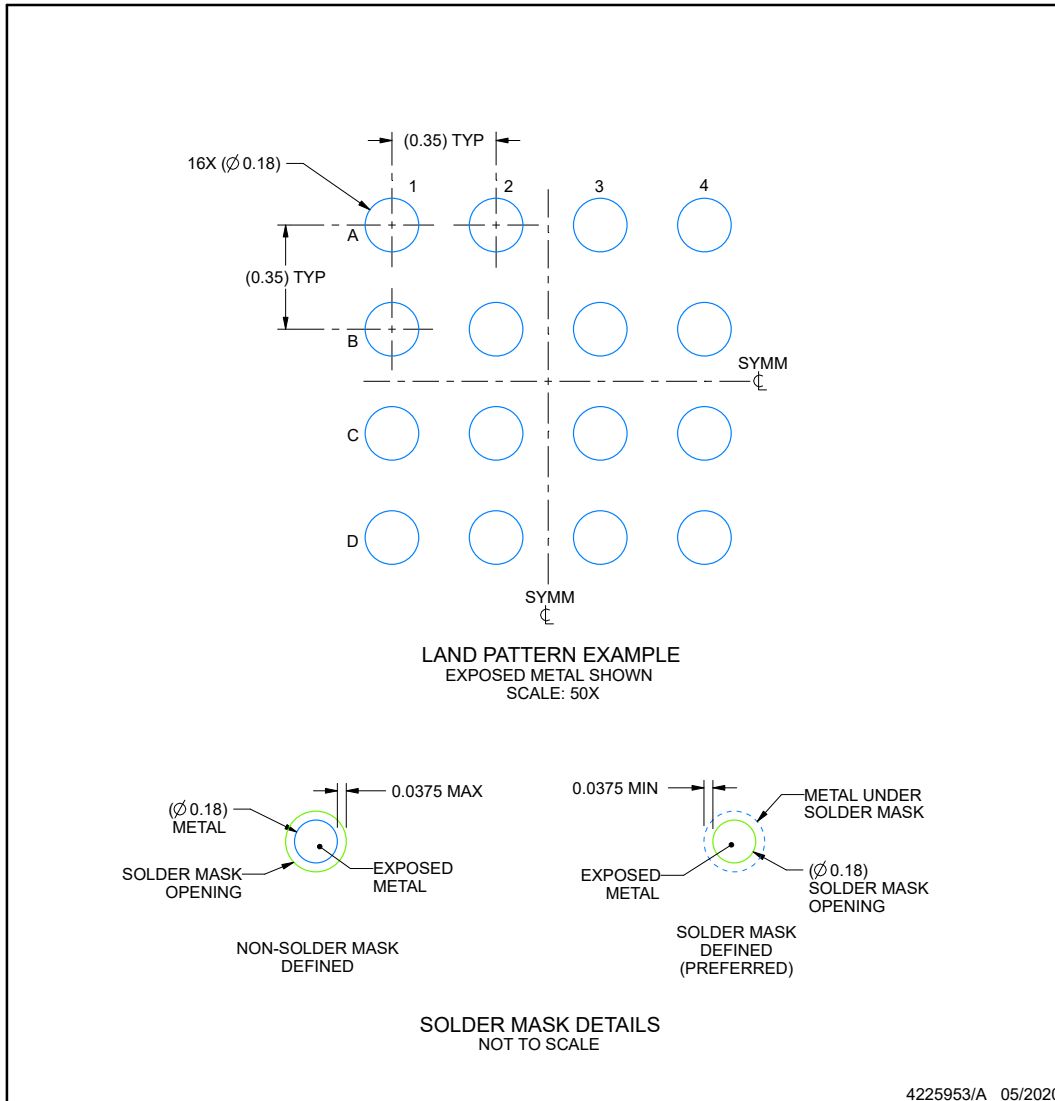 (0.35) TYP
16X (∅ 0.18)
1
2
3
4
A
(0.35) TYP
B
SYMM
℄
C
D
SYMM
℄
LAND PATTERN EXAMPLE
EXPOSED METAL SHOWN
SCALE: 50X
(∅ 0.18)
METAL
0.0375 MAX
SOLDER MASK
OPENING
EXPOSED
METAL
NON-SOLDER MASK
DEFINED
0.0375 MIN
METAL UNDER
SOLDER MASK
EXPOSED
METAL
(∅ 0.18)
SOLDER MASK
OPENING
SOLDER MASK
DEFINED
(PREFERRED)
SOLDER MASK DETAILS
NOT TO SCALE
4225953/A 05/2020